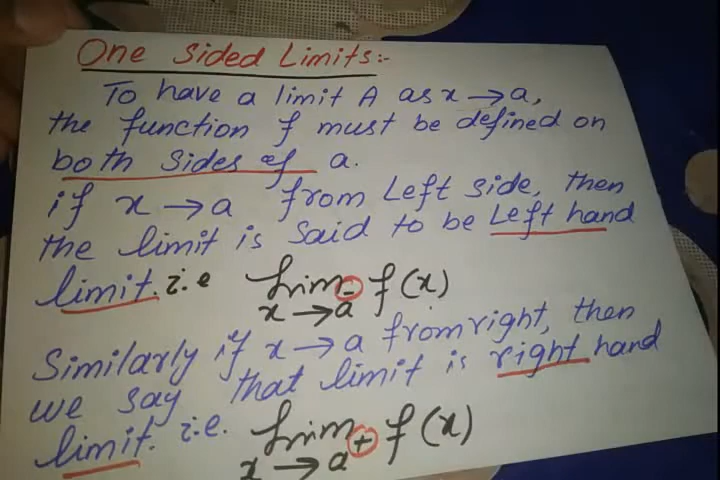 One Sided Limits:-
To have a limit A as x → a,
the function f must be defined on
both sides of a.
if x → a from Left side, then
the limit is said to be Left hand
limit. i.e lim f(x)
x → a⁻
Similarly if x → a from right, then
we say that limit is right hand
limit. i.e. lim f(x)
x → a⁺